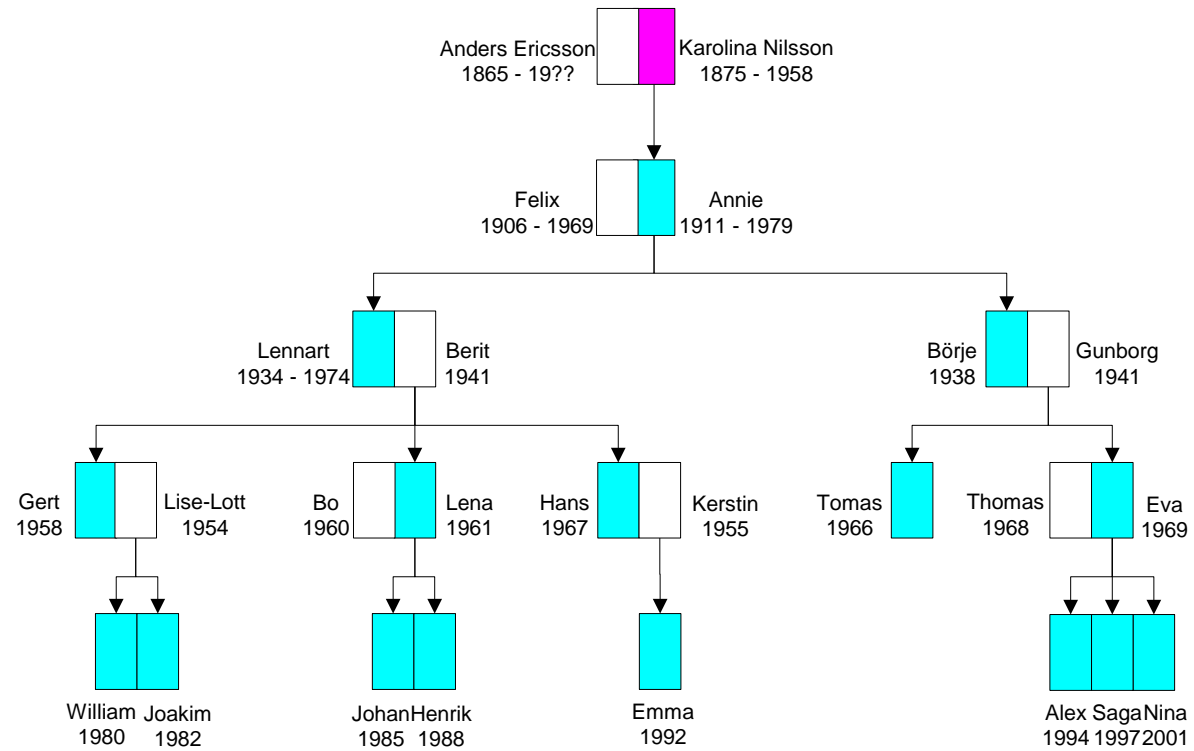 Anders Ericsson
1865 - 19??
Karolina Nilsson
1875 - 1958
Felix
1906 - 1969
Annie
1911 - 1979
Lennart
1934 - 1974
Berit
1941
Börje
1938
Gunborg
1941
Gert
1958
Lise-Lott
1954
Bo
1960
Lena
1961
Hans
1967
Kerstin
1955
Tomas
1966
Thomas
1968
Eva
1969
William
1980
Joakim
1982
Johan
1985
Henrik
1988
Emma
1992
Alex
1994
Saga
1997
Nina
2001